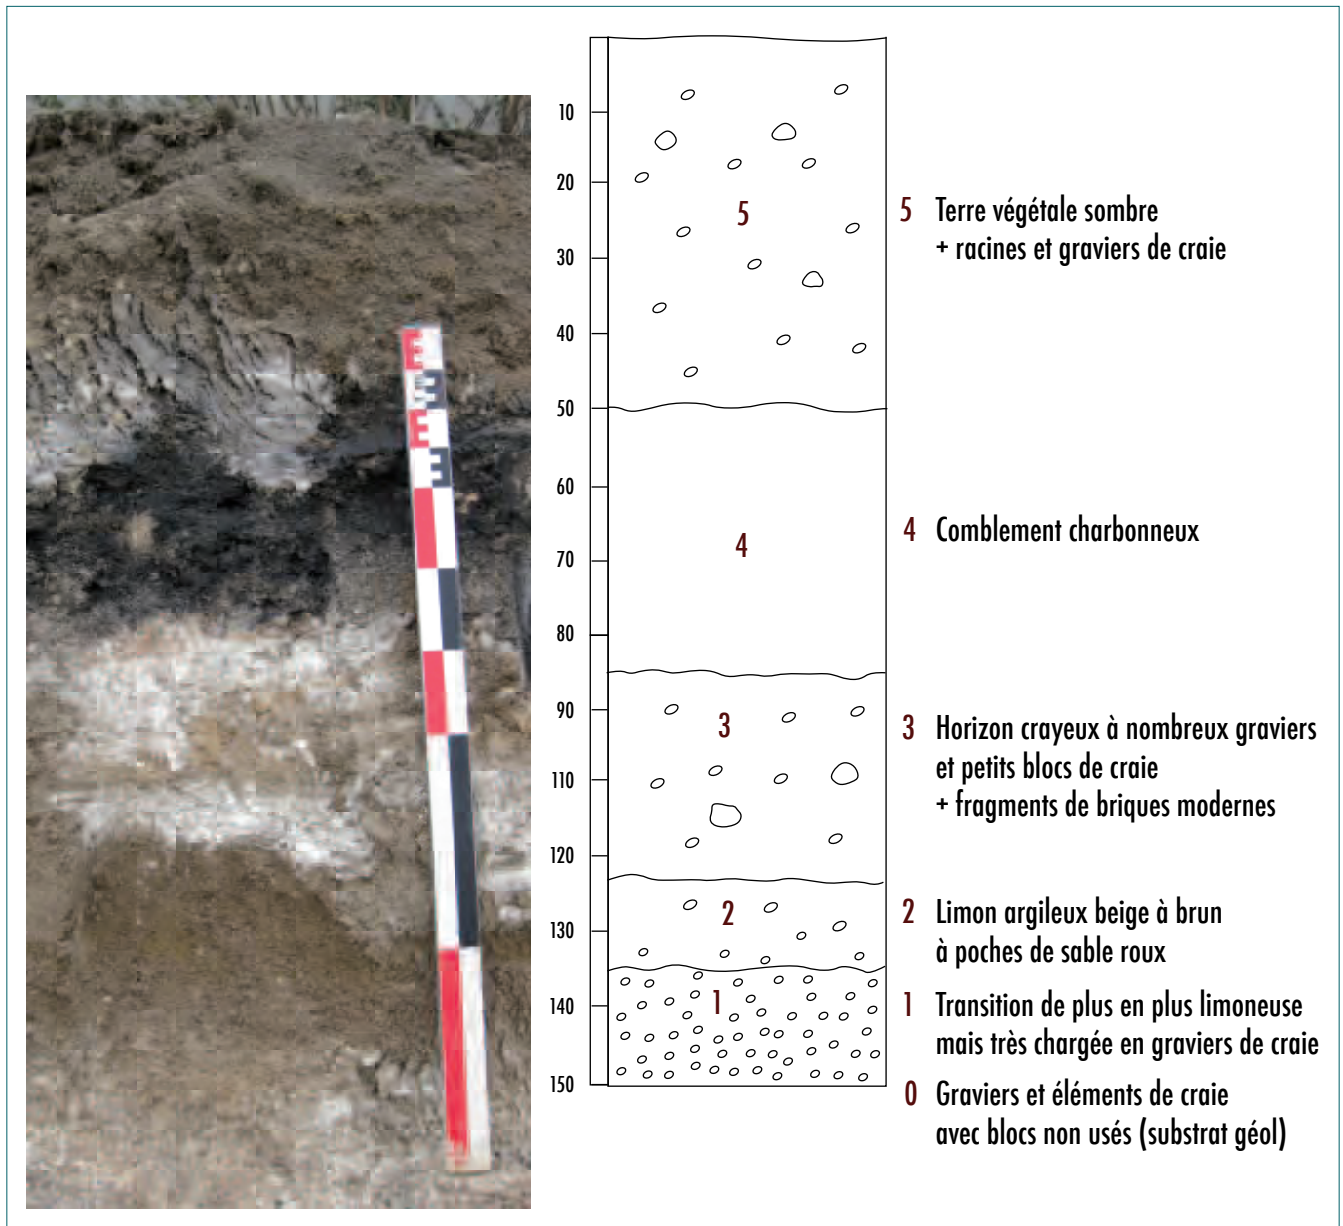 10
20
30
40
50
60
70
80
90
110
120
130
140
150
5
4
3
2
1
5 Terre végétale sombre
+ racines et graviers de craie
4 Comblement charbonneux
3 Horizon crayeux à nombreux graviers
et petits blocs de craie
+ fragments de briques modernes
2 Limon argileux beige à brun
à poches de sable roux
1 Transition de plus en plus limoneuse
mais très chargée en graviers de craie
0 Graviers et éléments de craie
avec blocs non usés (substrat géol)